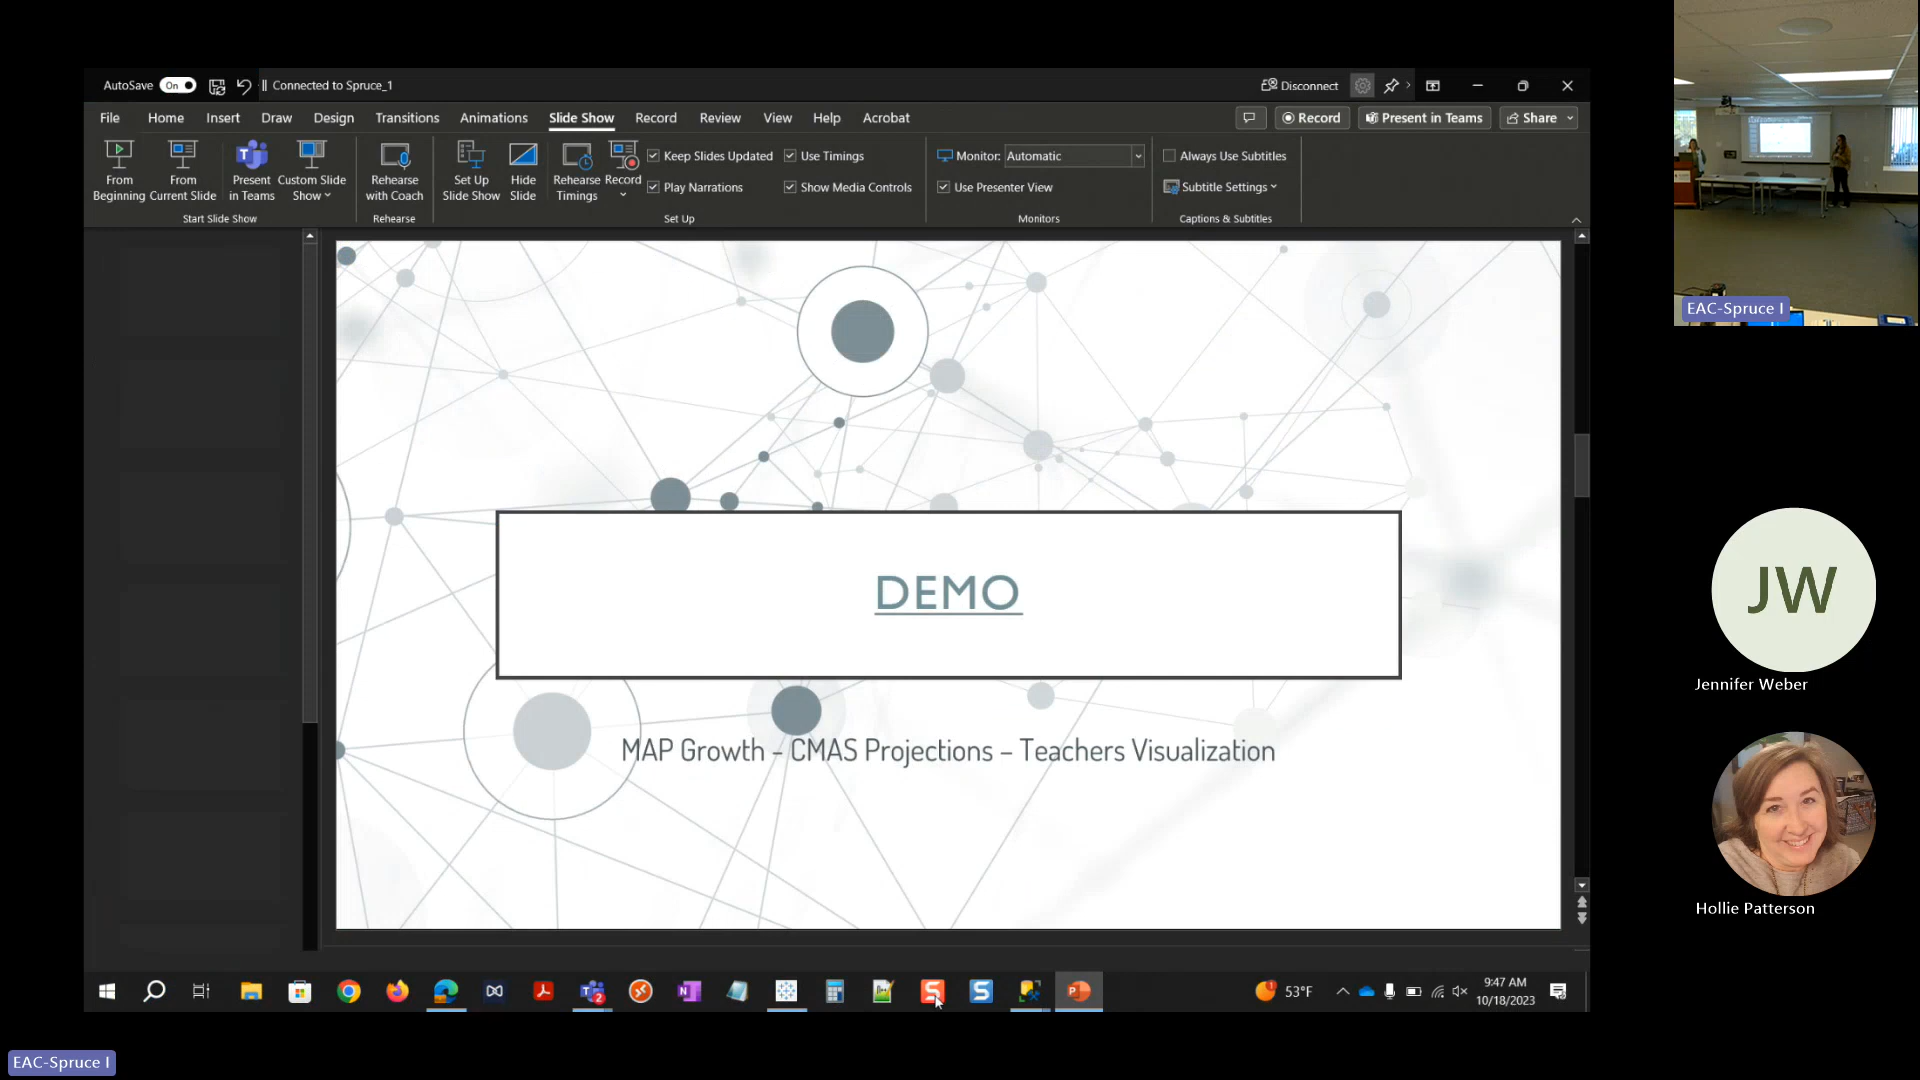 AutoSave On Connected to Spruce_1 Disconnect
File Home Insert Draw Design Transitions Animations Slide Show Record Review View Help Acrobat Record Present in Teams Share
From Beginning
From Current Slide
Present in Teams
Custom Slide Show
Start Slide Show
Rehearse with Coach
Rehearse
Set Up Slide Show
Hide Slide
Rehearse Timings
Record
Keep Slides Updated
Play Narrations
Use Timings
Show Media Controls
Set Up
Monitor: Automatic
Use Presenter View
Monitors
Always Use Subtitles
Subtitle Settings
Captions & Subtitles
DEMO
MAP Growth - CMAS Projections – Teachers Visualization
53°F
9:47 AM
10/18/2023
EAC-Spruce I
JW
Jennifer Weber
Hollie Patterson
EAC-Spruce I